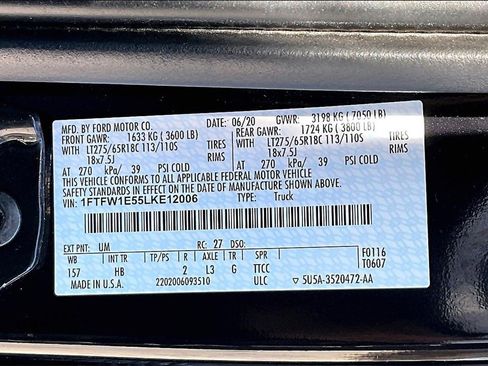 MFD. BY FORD MOTOR CO.
DATE: 06/20 GVWR: 3198 KG ( 7050 LB)
FRONT GAWR: 1633 KG ( 3600 LB)
REAR GAWR: 1724 KG ( 3800 LB)
WITH LT275/65R18C 113/110S TIRES
WITH LT275/65R18C 113/110S TIRES
18x7.5J RIMS
18x7.5J RIMS
AT 270 kPa/ 39 PSI COLD
AT 270 kPa/ 39 PSI COLD
THIS VEHICLE CONFORMS TO ALL APPLICABLE FEDERAL MOTOR VEHICLE
SAFETY STANDARDS IN EFFECT ON THE DATE OF MANUFACTURE SHOWN ABOVE.
VIN: 1FTFW1E55LKE12006 TYPE: Truck
EXT PNT: UM RC: 27 DSO:
WB TP/PS R AXLE TR SPR
INT TR
157 HB 2 L3 G TTCC
F0116
T0607
MADE IN U.S.A. 2202006093510 ULC
▽ 5U5A-3520472-AA